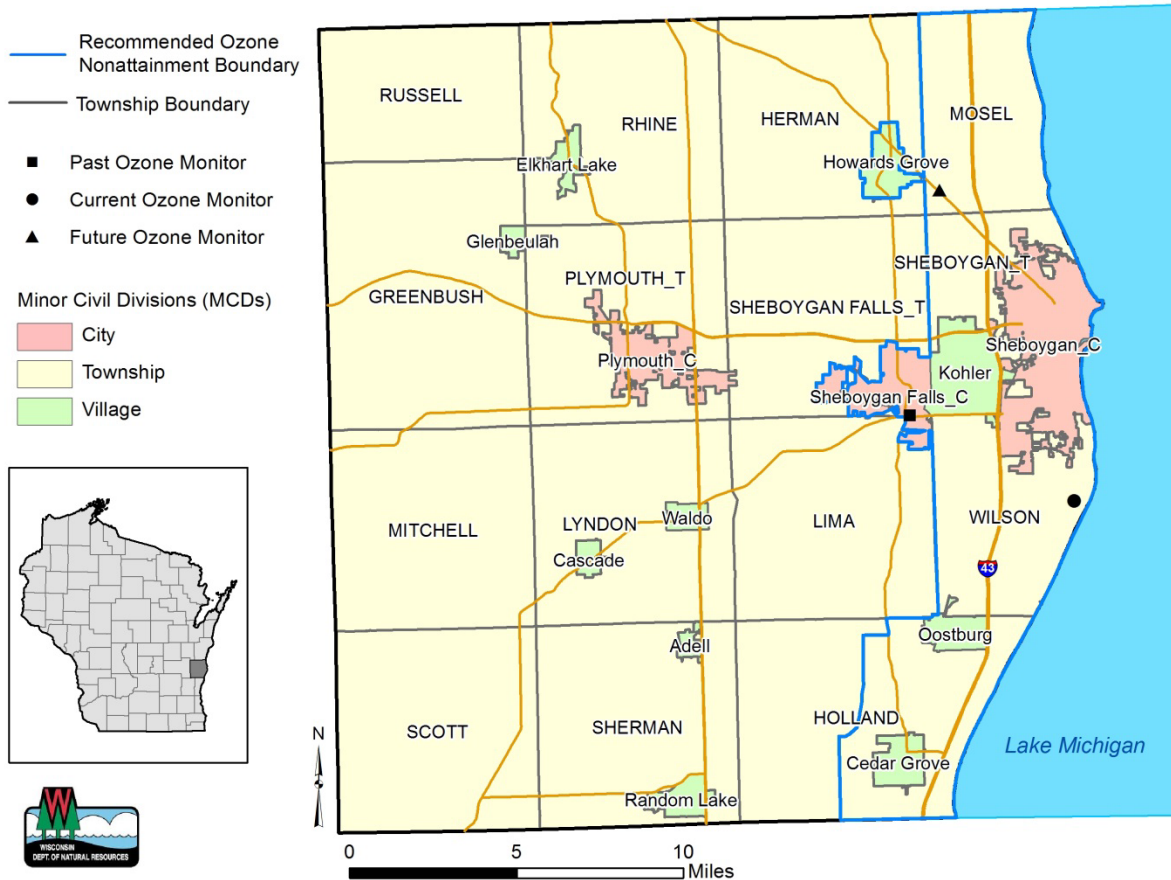 Recommended Ozone
Nonattainment Boundary
Township Boundary
Past Ozone Monitor
Current Ozone Monitor
Future Ozone Monitor
Minor Civil Divisions (MCDs)
City
Township
Village
WISCONSIN
DEPT. OF NATURAL RESOURCES
RUSSELL
RHINE
HERMAN
MOSEL
Elkhart Lake
Howards Grove
Glenbeulah
SHEBOYGAN_T
PLYMOUTH_T
GREENBUSH
SHEBOYGAN FALLS_T
Plymouth_C
Sheboygan_C
Kohler
Sheboygan Falls_C
MITCHELL
LYNDON
Waldo
LIMA
WILSON
Cascade
43
Adell
Oostburg
SCOTT
SHERMAN
HOLLAND
Cedar Grove
Lake Michigan
Random Lake
N
0
5
10
Miles